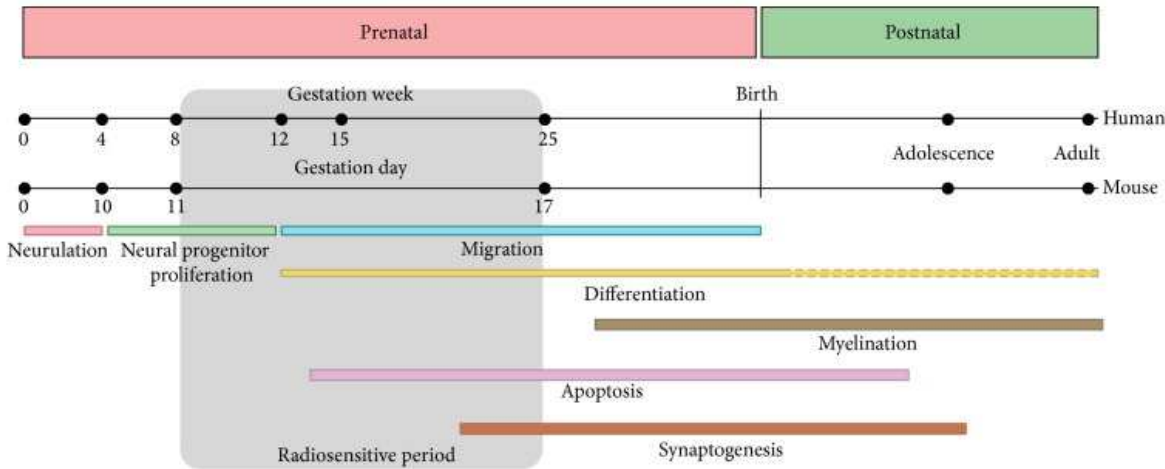 Prenatal Postnatal
Gestation week Birth
Human
0 4 8 12 15 25
Adolescence Adult
Gestation day
Mouse
0 10 11 17
Neurulation Neural progenitor Migration
proliferation
Differentiation
Myelination
Apoptosis
Radiosensitive period Synaptogenesis